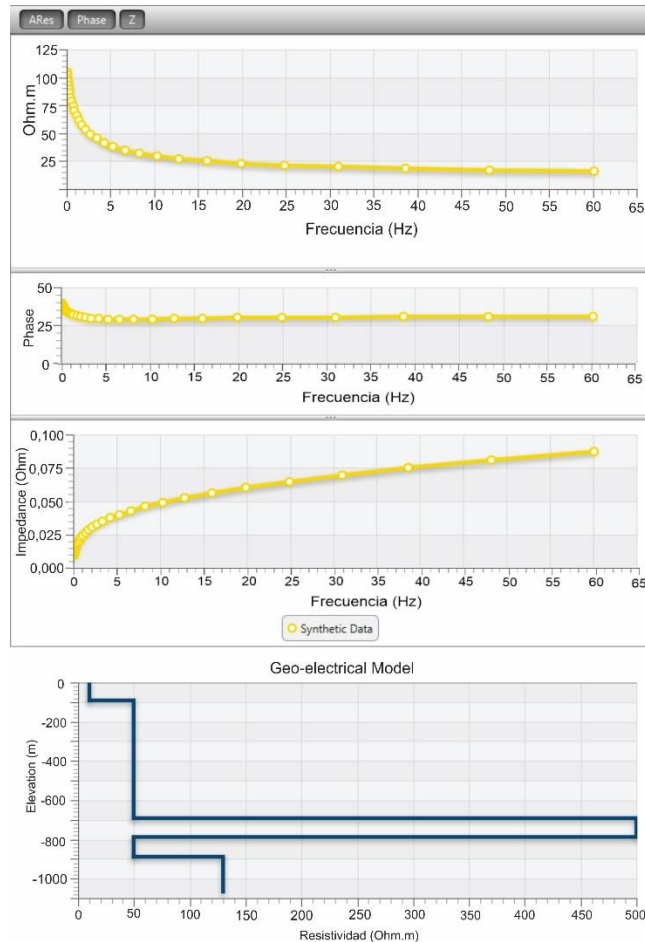 ARes Phase Z
125
100
75
50
25
Ohm.m
0 5 10 15 20 25 30 35 40 45 50 55 60 65
Frecuencia (Hz)
50
25
0
Phase
0 5 10 15 20 25 30 35 40 45 50 55 60 65
Frecuencia (Hz)
0,100
0,075
0,050
0,025
0,000
Impedance (Ohm)
0 5 10 15 20 25 30 35 40 45 50 55 60 65
Frecuencia (Hz)
Synthetic Data
Geo-electrical Model
0
-200
-400
-600
-800
-1000
Elevation (m)
0 50 100 150 200 250 300 350 400 450 500
Resistividad (Ohm.m)